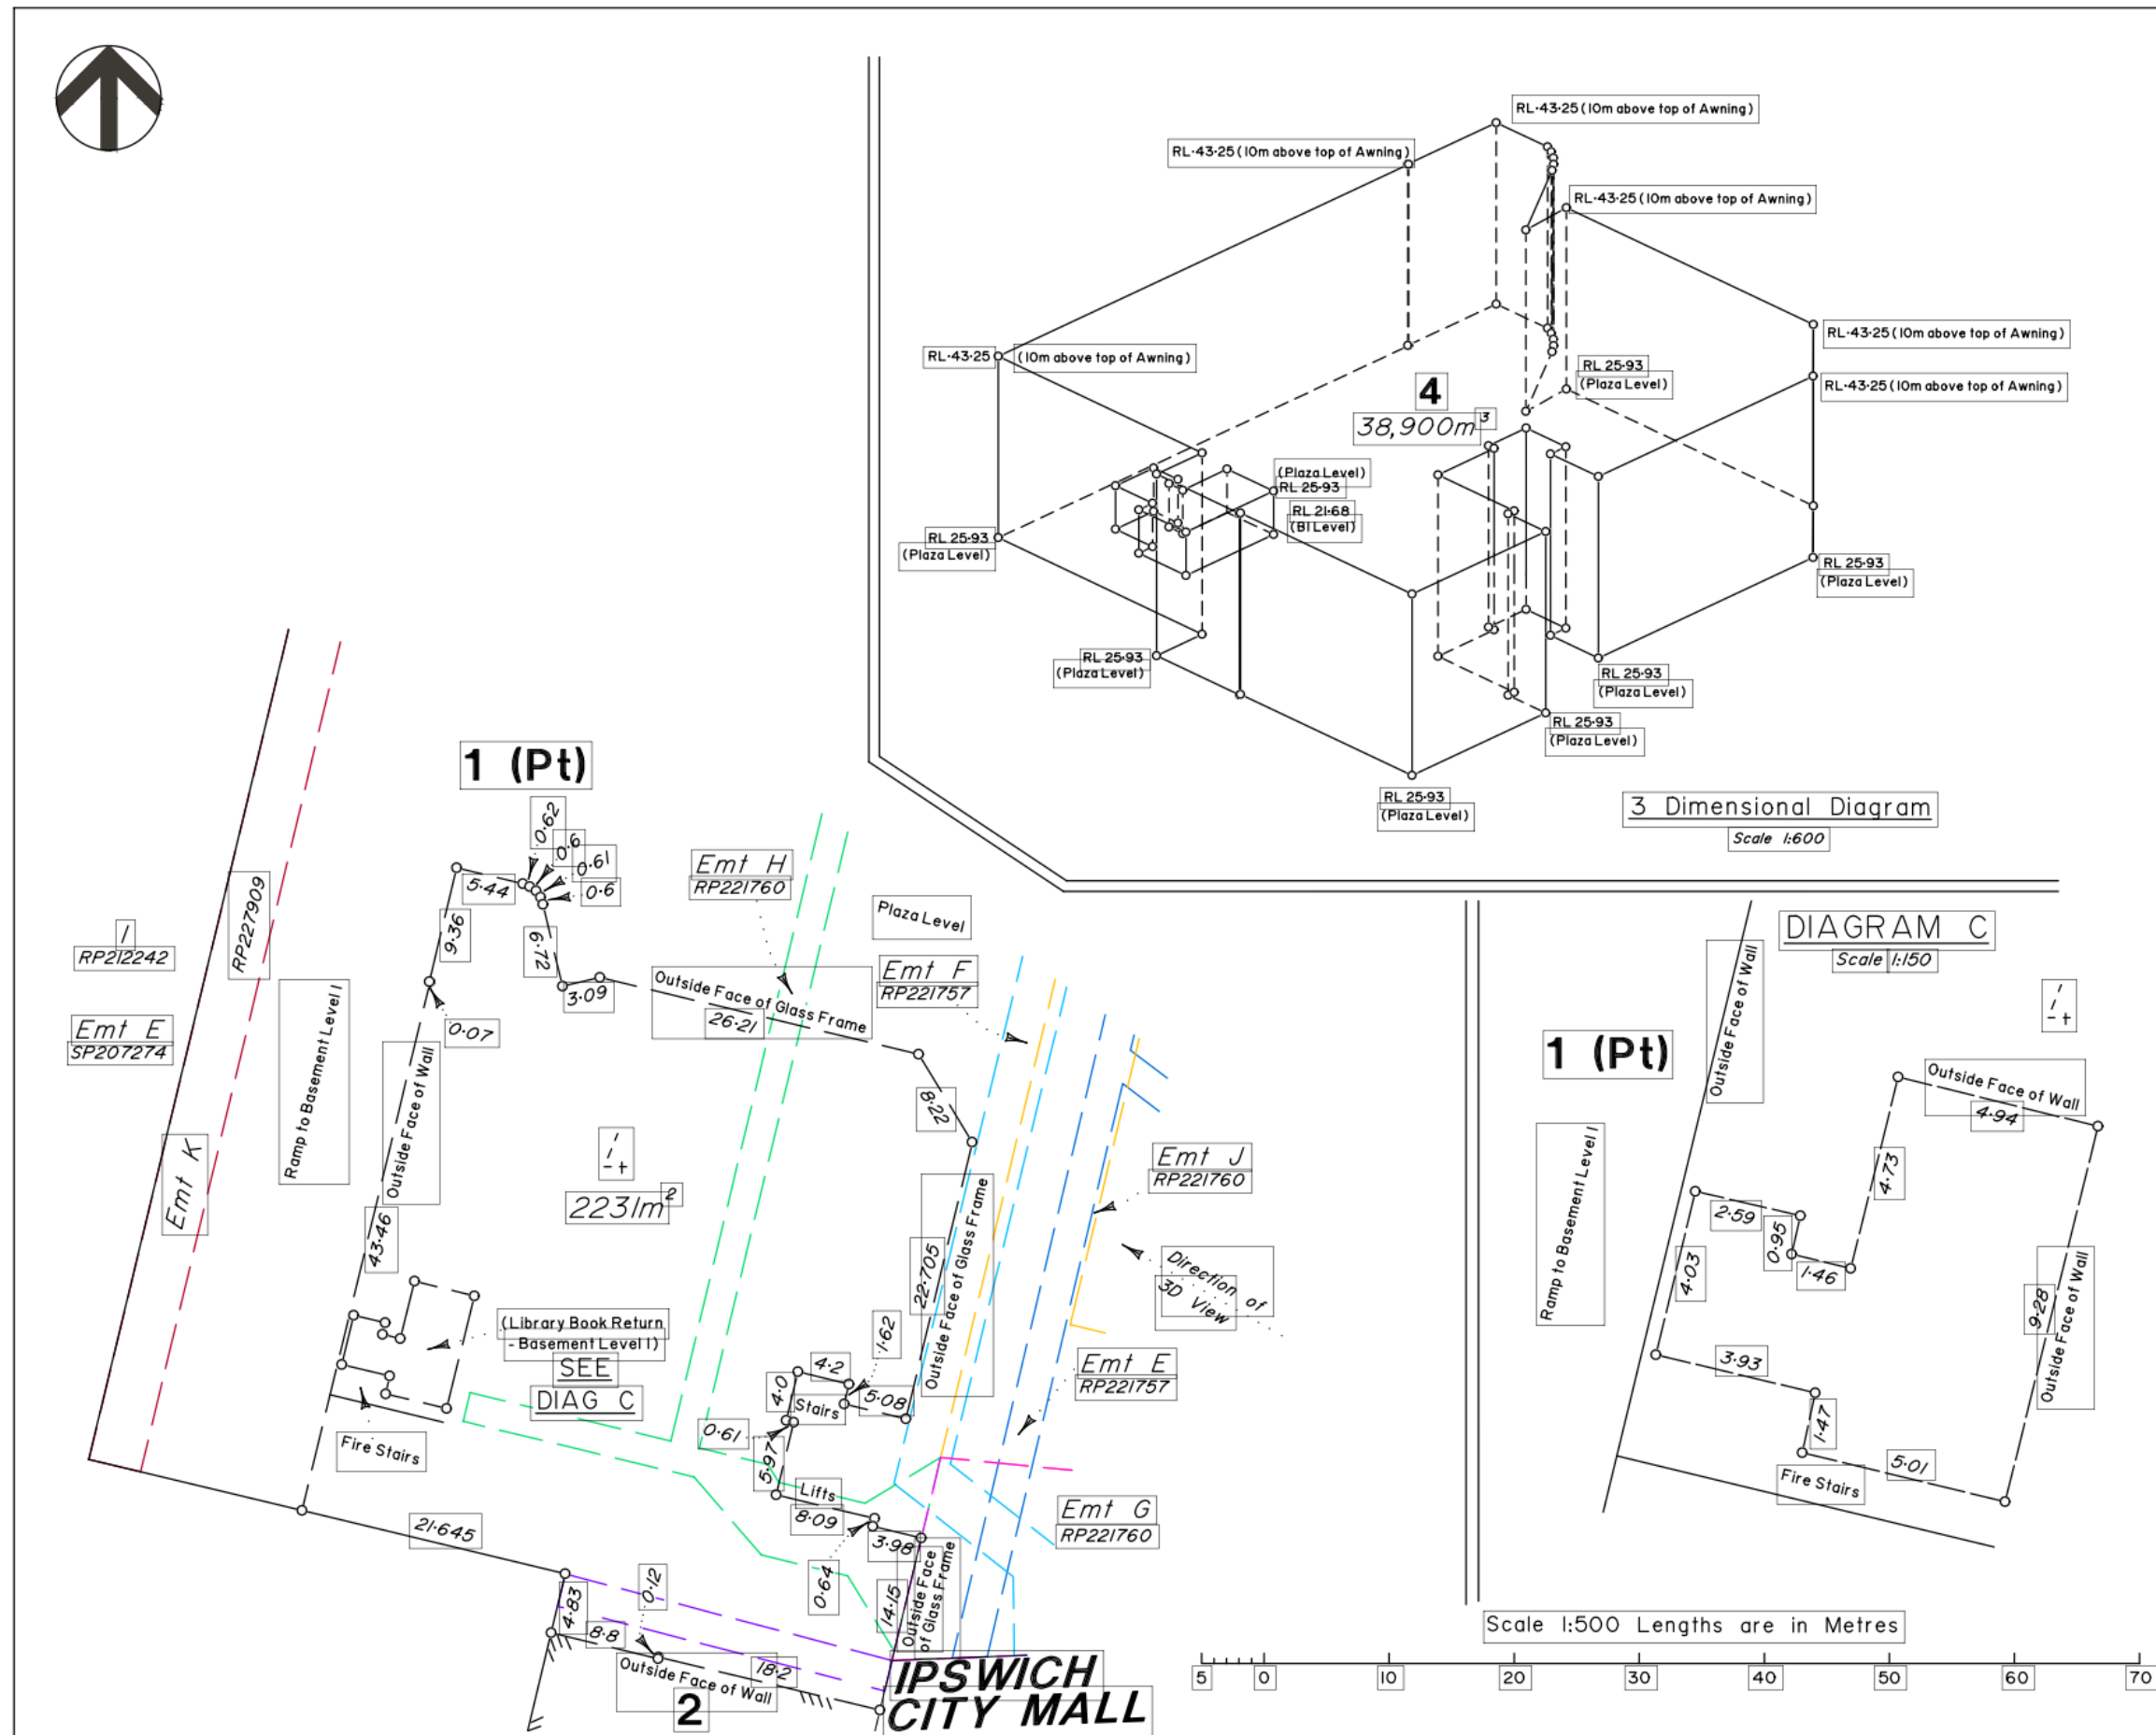 RL·43·25 (10m above top of Awning)
RL·43·25 (10m above top of Awning)
RL·43·25 (10m above top of Awning)
RL·43·25 (10m above top of Awning)
RL·43·25 (10m above top of Awning)
RL·43·25 (10m above top of Awning)
RL 25·93
(Plaza Level)
4
38,900m3
(Plaza Level)
RL 25·93
RL 21·68
(B1 Level)
RL 25·93
(Plaza Level)
RL 25·93
(Plaza Level)
RL 25·93
(Plaza Level)
RL 25·93
(Plaza Level)
RL 25·93
(Plaza Level)
RL 25·93
(Plaza Level)
3 Dimensional Diagram
Scale 1:600
1 (Pt)
0·62
0·6
0·61
0·6
5·44
9·36
6·72
3·09
0·07
RP227909
1
RP212242
Emt E
SP207274
Emt K
Ramp to Basement Level 1
Outside Face of Wall
43·46
2231m2
Emt H
RP221760
Plaza Level
Outside Face of Glass Frame
26·21
Emt F
RP221757
8·22
Emt J
RP221760
Direction of
3D View
Outside Face of Glass Frame
22·705
(Library Book Return
- Basement Level 1)
SEE
DIAG C
Fire Stairs
1·62
4·2
4·0
Stairs
5·08
0·61
5·97
Lifts
8·09
0·64
3·98
Emt E
RP221757
Emt G
RP221760
21·645
4·83
8·8
0·12
14·15
Outside Face
of Glass Frame
18·2
Outside Face of Wall
2
IPSWICH
CITY MALL
DIAGRAM C
Scale 1:150
1 (Pt)
Outside Face of Wall
Ramp to Basement Level 1
Outside Face of Wall
4·94
4·73
2·59
0·95
1·46
4·03
3·93
1·47
5·01
Fire Stairs
9·28
Outside Face of Wall
Scale 1:500 Lengths are in Metres
5 0 10 20 30 40 50 60 70